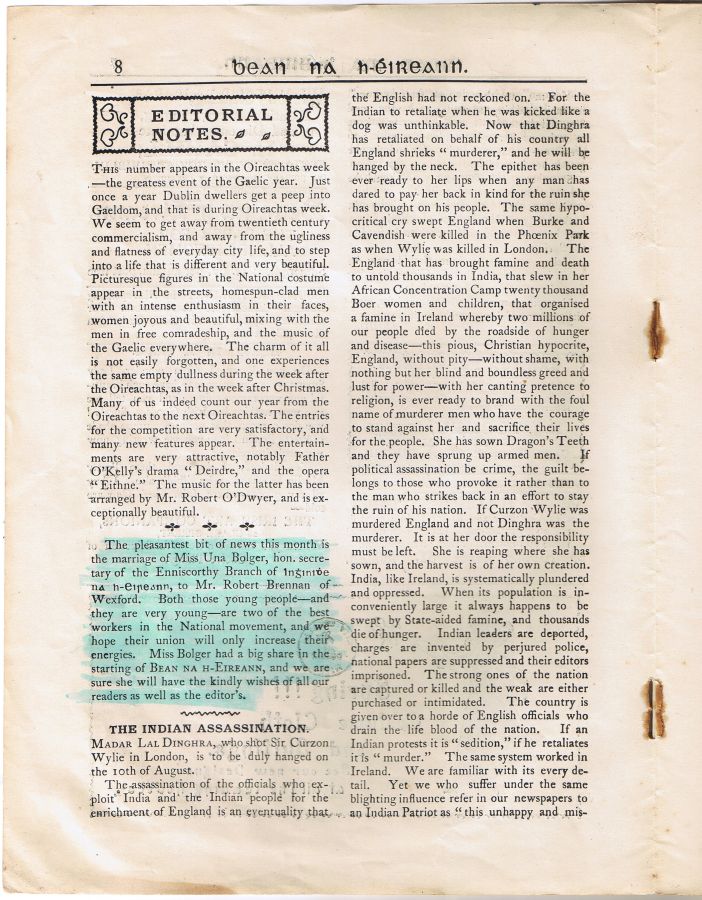 8 bean na h-éireann.
EDITORIAL
NOTES.
THIS number appears in the Oireachtas week
—the greatest event of the Gaelic year. Just
once a year Dublin dwellers get a peep into
Gaeldom, and that is during Oireachtas week.
We seem to get away from twentieth century
commercialism, and away from the ugliness
and flatness of everyday city life, and to step
into a life that is different and very beautiful.
Picturesque figures in the National costume
appear in the streets, homespun-clad men
with an intense enthusiasm in their faces,
women joyous and beautiful, mixing with the
men in free comradeship, and the music of
the Gaelic everywhere. The charm of it all
is not easily forgotten, and one experiences
the same empty dullness during the week after
the Oireachtas, as in the week after Christmas.
Many of us indeed count our year from the
Oireachtas to the next Oireachtas. The entries
for the competition are very satisfactory, and
many new features appear. The entertain-
ments are very attractive, notably Father
O'Kelly's drama "Deirdre," and the opera
"Eithne." The music for the latter has been
arranged by Mr. Robert O'Dwyer, and is ex-
ceptionally beautiful.
The pleasantest bit of news this month is
the marriage of Miss Una Bolger, hon. secre-
tary of the Enniscorthy Branch of Inginiḋe
na h-Eireann, to Mr. Robert Brennan of
Wexford. Both those young people—and
they are very young—are two of the best
workers in the National movement, and we
hope their union will only increase their
energies. Miss Bolger had a big share in the
starting of BEAN NA H-EIREANN, and we are
sure she will have the kindly wishes of all our
readers as well as the editor's.
THE INDIAN ASSASSINATION.
MADAR LAL DINGHRA, who shot Sir Curzon
Wylie in London, is to be duly hanged on
the 10th of August.
The assassination of the officials who ex-
ploit India and the Indian people for the
enrichment of England is an eventuality that
the English had not reckoned on. For the
Indian to retaliate when he was kicked like a
dog was unthinkable. Now that Dinghra
has retaliated on behalf of his country all
England shrieks "murderer," and he will be
hanged by the neck. The epithet has been
ever ready to her lips when any man has
dared to pay her back in kind for the ruin she
has brought on his people. The same hypo-
critical cry swept England when Burke and
Cavendish were killed in the Phœnix Park
as when Wylie was killed in London. The
England that has brought famine and death
to untold thousands in India, that slew in her
African Concentration Camp twenty thousand
Boer women and children, that organised
a famine in Ireland whereby two millions of
our people died by the roadside of hunger
and disease—this pious, Christian hypocrite,
England, without pity—without shame, with
nothing but her blind and boundless greed and
lust for power—with her canting pretence to
religion, is ever ready to brand with the foul
name of murderer men who have the courage
to stand against her and sacrifice their lives
for the people. She has sown Dragon's Teeth
and they have sprung up armed men. If
political assassination be crime, the guilt be-
longs to those who provoke it rather than to
the man who strikes back in an effort to stay
the ruin of his nation. If Curzon Wylie was
murdered England and not Dinghra was the
murderer. It is at her door the responsibility
must be left. She is reaping where she has
sown, and the harvest is of her own creation.
India, like Ireland, is systematically plundered
and oppressed. When its population is in-
conveniently large it always happens to be
swept by State-aided famine, and thousands
die of hunger. Indian leaders are deported,
charges are invented by perjured police,
national papers are suppressed and their editors
imprisoned. The strong ones of the nation
are captured or killed and the weak are either
purchased or intimidated. The country is
given over to a horde of English officials who
drain the life blood of the nation. If an
Indian protests it is "sedition," if he retaliates
it is "murder." The same system worked in
Ireland. We are familiar with its every de-
tail. Yet we who suffer under the same
blighting influence refer in our newspapers to
an Indian Patriot as "this unhappy and mis-